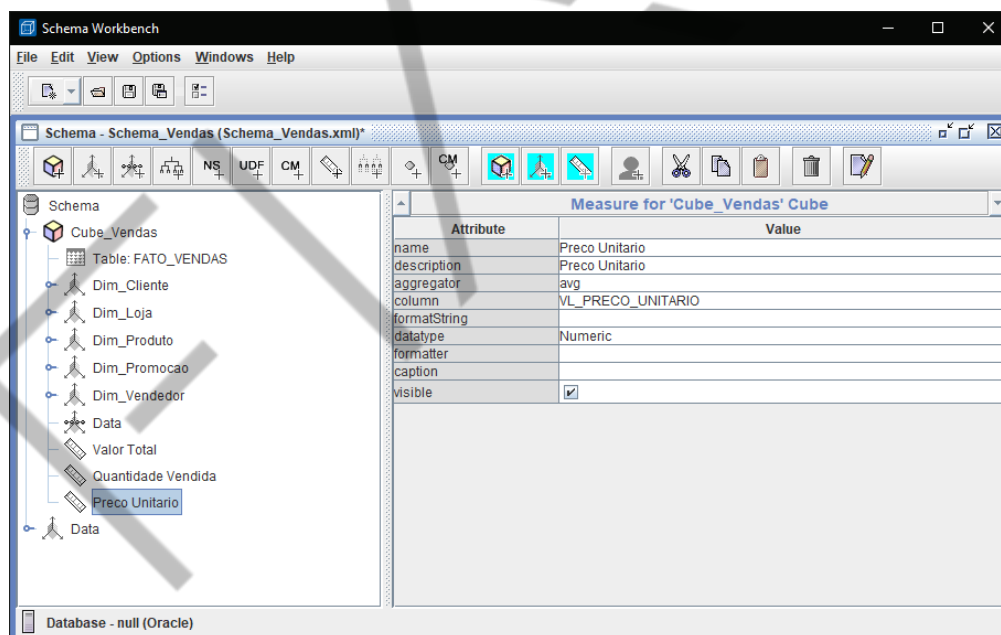 Schema Workbench
File Edit View Options Windows Help
Schema - Schema_Vendas (Schema_Vendas.xml)*
NS UDF CM CM
Schema
Cube_Vendas
Table: FATO_VENDAS
Dim_Cliente
Dim_Loja
Dim_Produto
Dim_Promocao
Dim_Vendedor
Data
Valor Total
Quantidade Vendida
Preco Unitario
Data
Measure for 'Cube_Vendas' Cube
Attribute Value
name Preco Unitario
description Preco Unitario
aggregator avg
column VL_PRECO_UNITARIO
formatString
datatype Numeric
formatter
caption
visible
Database - null (Oracle)